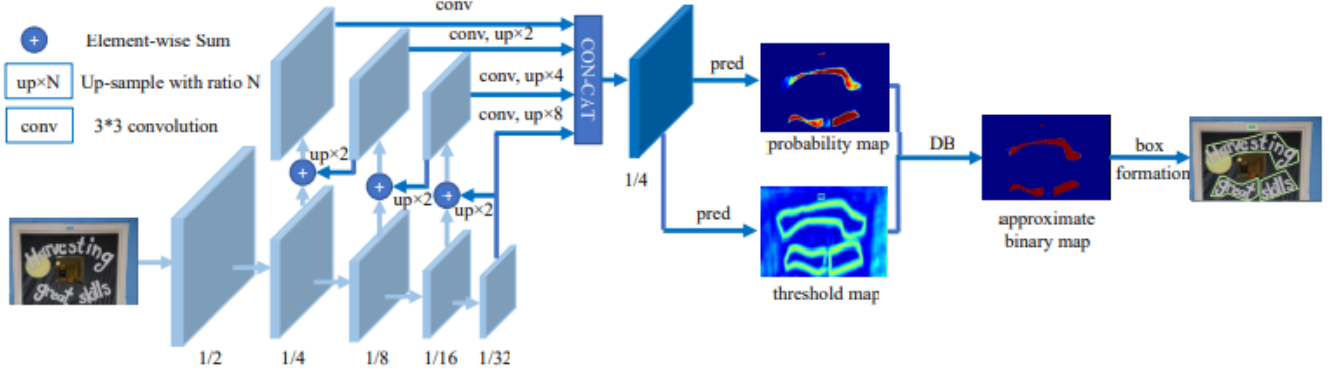 Element-wise Sum
up×N Up-sample with ratio N
conv 3*3 convolution
conv
conv, up×2
conv, up×4
conv, up×8
CON-CAT
up×2
up×2
up×2
1/2
1/4
1/8
1/16
1/32
1/4
pred
pred
probability map
threshold map
DB
approximate
binary map
box
formation
Harvesting
great skills
Harvesting
great skills